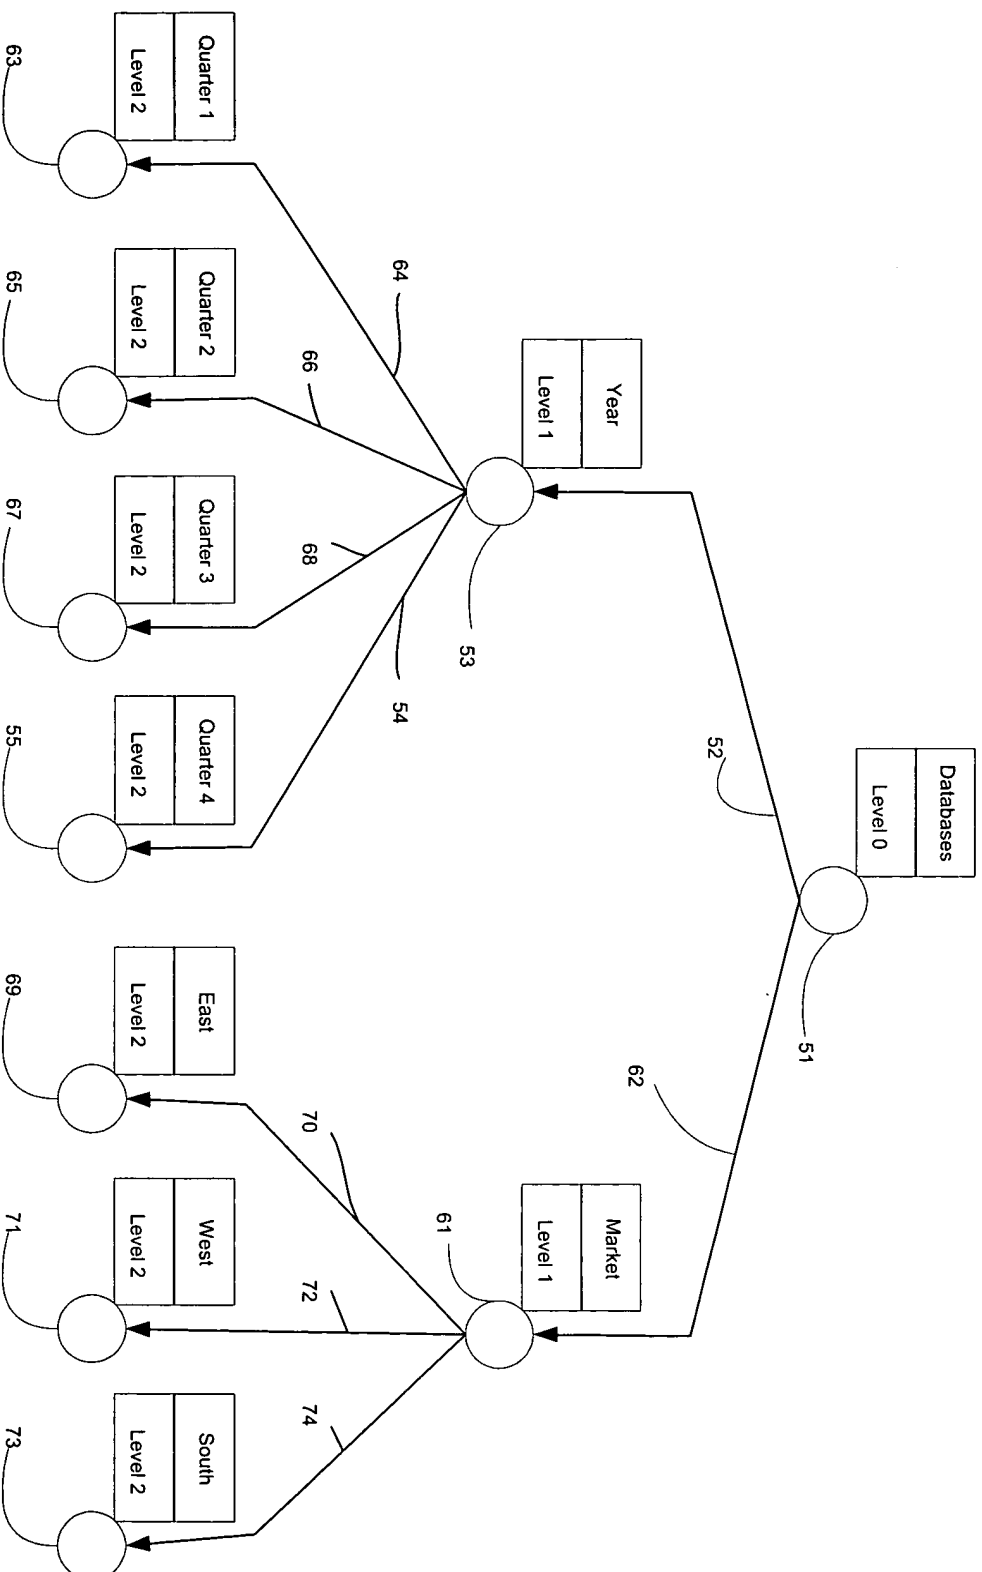 Databases
Level 0
51
52
62
Year
Level 1
53
Market
Level 1
61
64
66
68
54
70
72
74
Quarter 1
Level 2
63
Quarter 2
Level 2
65
Quarter 3
Level 2
67
Quarter 4
Level 2
55
East
Level 2
69
West
Level 2
71
South
Level 2
73